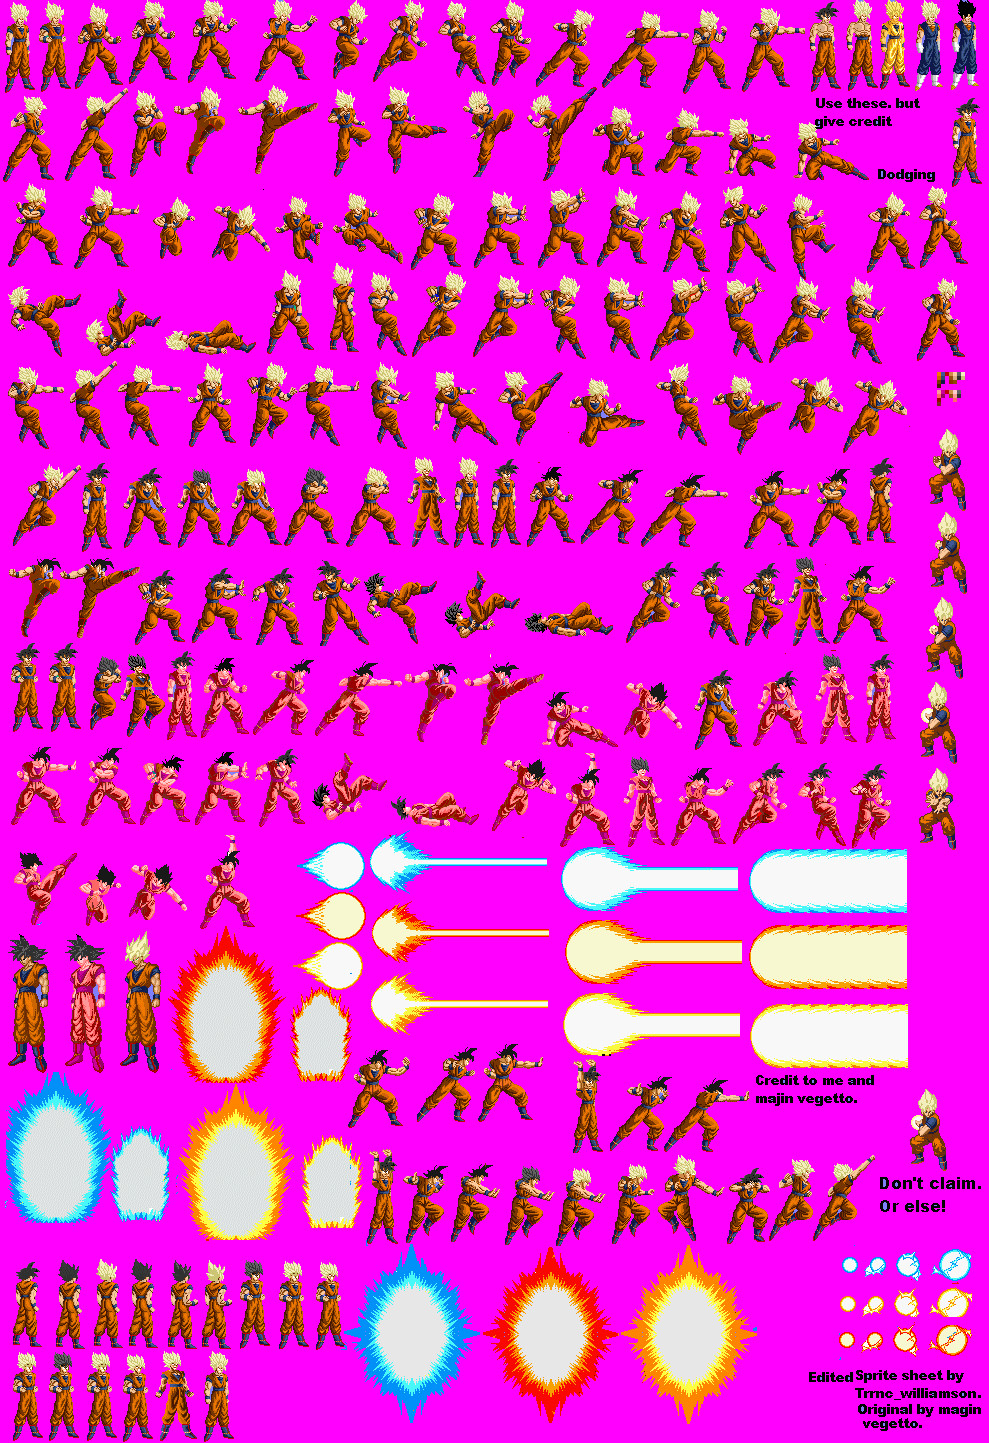 Use these. but
give credit
Dodging
Credit to me and
majin vegetto.
Don't claim.
Or else!
Edited Sprite sheet by
Trrnc_williamson.
Original by magin
vegetto.